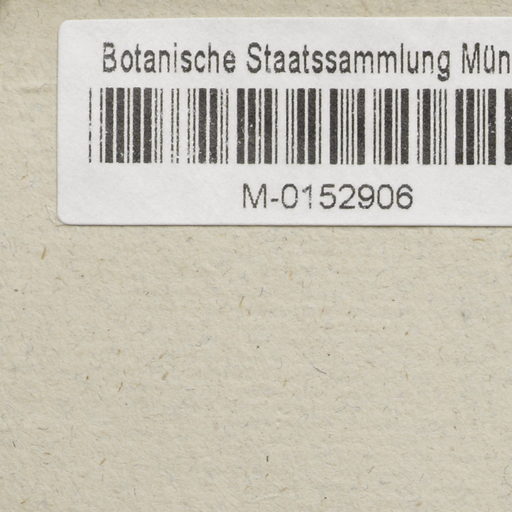 Botanische Staatssammlung Mün
M-0152906